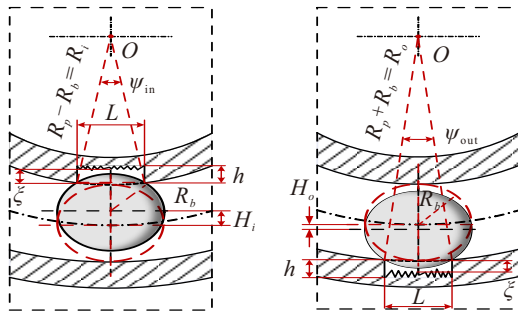 O
R_p − R_b = R_i
ψ_in
L
h
ξ
R_b
H_i
O
R_p + R_b = R_o
ψ_out
H_o
R_b
h
ξ
L